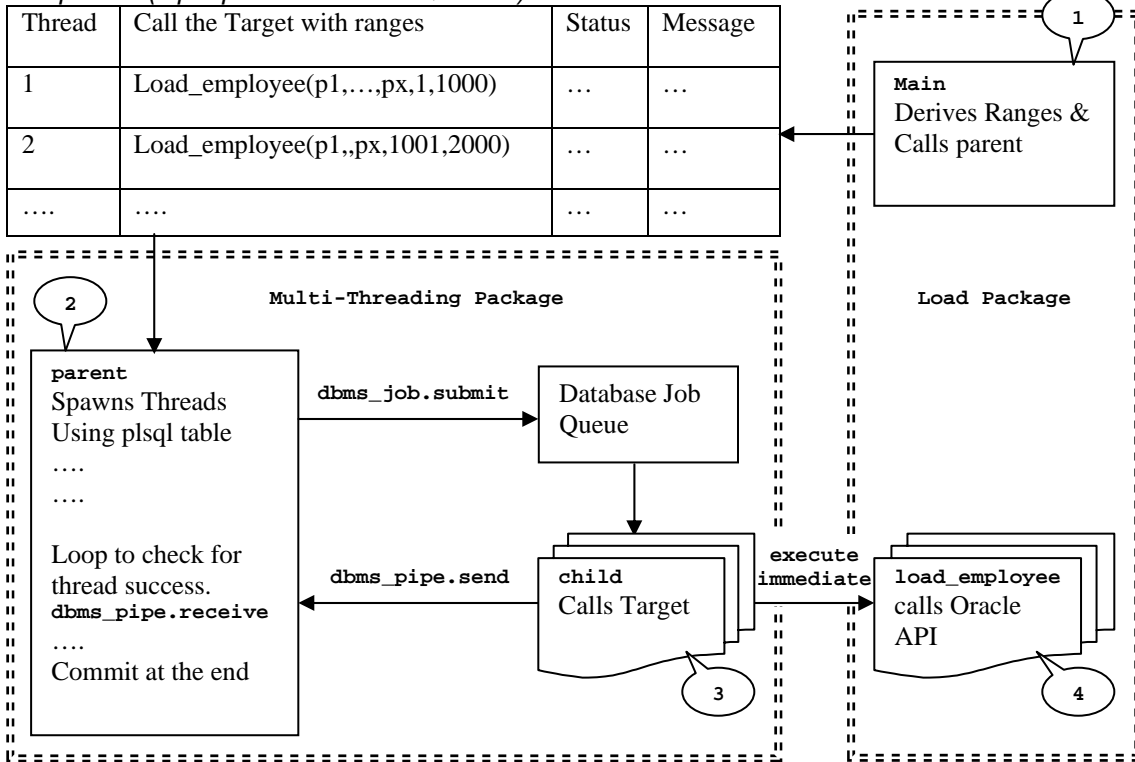 Thread
Call the Target with ranges
Status
Message
1
Load_employee(p1,…,px,1,1000)
…
…
2
Load_employee(p1,,px,1001,2000)
…
…
….
….
…
…
1
Main
Derives Ranges &
Calls parent
Multi-Threading Package
Load Package
2
parent
Spawns Threads
Using plsql table
….
….
Loop to check for
thread success.
dbms_pipe.receive
….
Commit at the end
dbms_job.submit
Database Job
Queue
dbms_pipe.send
child
Calls Target
3
execute
immediate
load_employee
calls Oracle
API
4